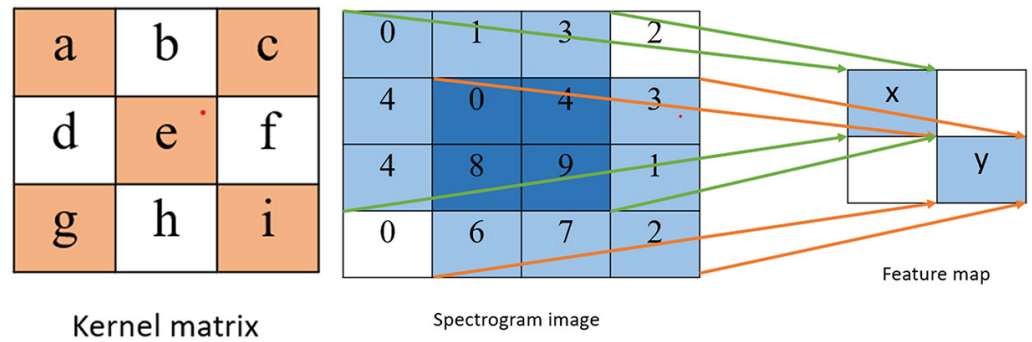 a b c
d e f
g h i
Kernel matrix
0 1 3 2
4 0 4 3
4 8 9 1
0 6 7 2
Spectrogram image
x
y
Feature map